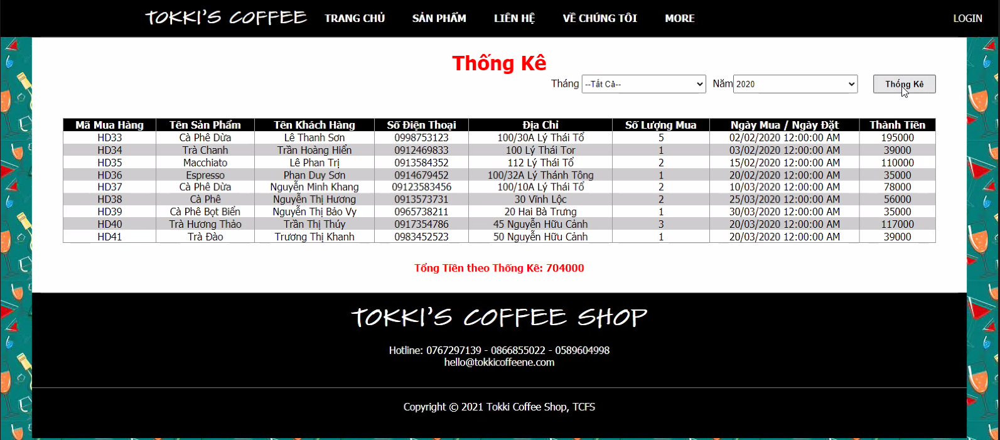 TOKKI'S COFFEE TRANG CHỦ SẢN PHẨM LIÊN HỆ VỀ CHÚNG TÔI MORE LOGIN
Thống Kê
Tháng --Tất Cả-- Năm 2020 Thống Kê
Mã Mua Hàng Tên Sản Phẩm Tên Khách Hàng Số Điện Thoại Địa Chỉ Số Lượng Mua Ngày Mua / Ngày Đặt Thành Tiền
HD33 Cà Phê Dừa Lê Thanh Sơn 0998753123 100/30A Lý Thái Tổ 5 02/02/2020 12:00:00 AM 195000
HD34 Trà Chanh Trần Hoàng Hiển 0912469833 100 Lý Thái Tor 1 03/02/2020 12:00:00 AM 39000
HD35 Macchiato Lê Phan Trị 0913584352 112 Lý Thái Tổ 2 15/02/2020 12:00:00 AM 110000
HD36 Espresso Phan Duy Sơn 0914679452 100/32A Lý Thánh Tông 1 20/02/2020 12:00:00 AM 35000
HD37 Cà Phê Dừa Nguyễn Minh Khang 09123583456 100/10A Lý Thái Tổ 2 10/03/2020 12:00:00 AM 78000
HD38 Cà Phê Nguyễn Thị Hương 0913573731 30 Vĩnh Lộc 2 25/03/2020 12:00:00 AM 56000
HD39 Cà Phê Bọt Biển Nguyễn Thị Bảo Vy 0965738211 20 Hai Bà Trưng 1 30/03/2020 12:00:00 AM 35000
HD40 Trà Hương Thảo Trần Thị Thúy 0917354786 45 Nguyễn Hữu Cảnh 3 20/03/2020 12:00:00 AM 117000
HD41 Trà Đào Trương Thị Khanh 0983452523 50 Nguyễn Hữu Cảnh 1 20/03/2020 12:00:00 AM 39000
Tổng Tiền theo Thống Kê: 704000
TOKKI'S COFFEE SHOP
Hotline: 0767297139 - 0866855022 - 0589604998
hello@tokkicoffeene.com
Copyright © 2021 Tokki Coffee Shop, TCFS